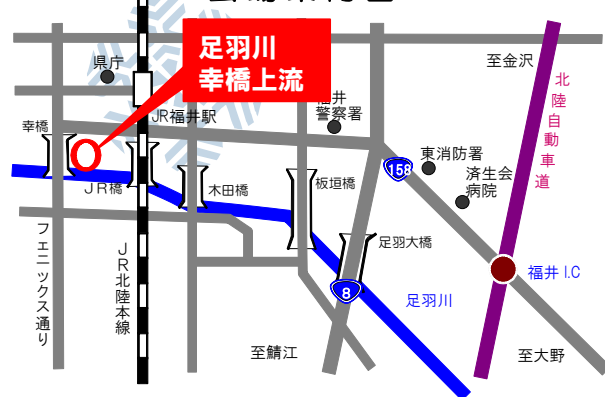 足羽川
幸橋上流
至金沢
県庁
北陸自動車道
JR福井駅
警察署
幸橋
東消防署
158
済生会
病院
JR橋
木田橋
板垣橋
足羽大橋
フェニックス通り
JR北陸本線
8
福井 I.C
足羽川
至鯖江
至大野